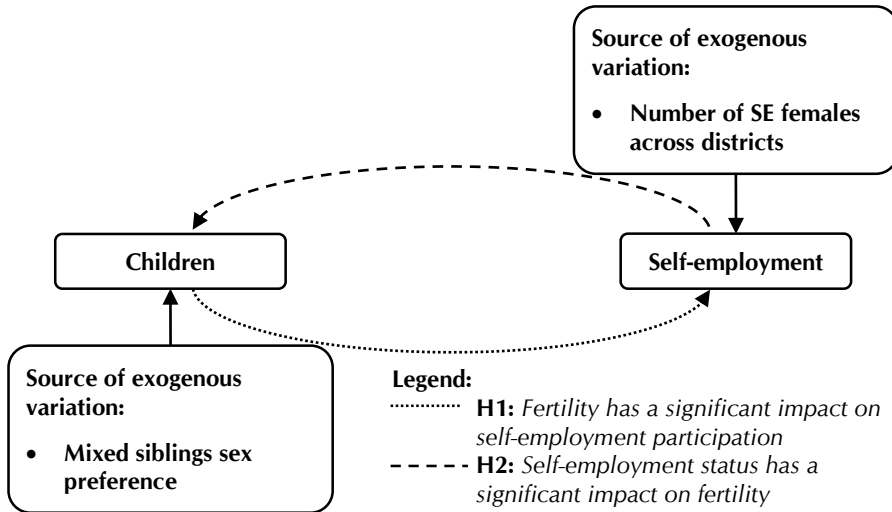 Source of exogenous
variation:
• Number of SE females
across districts
Children
Self-employment
Source of exogenous
variation:
• Mixed siblings sex
preference
Legend:
H1: Fertility has a significant impact on
self-employment participation
H2: Self-employment status has a
significant impact on fertility